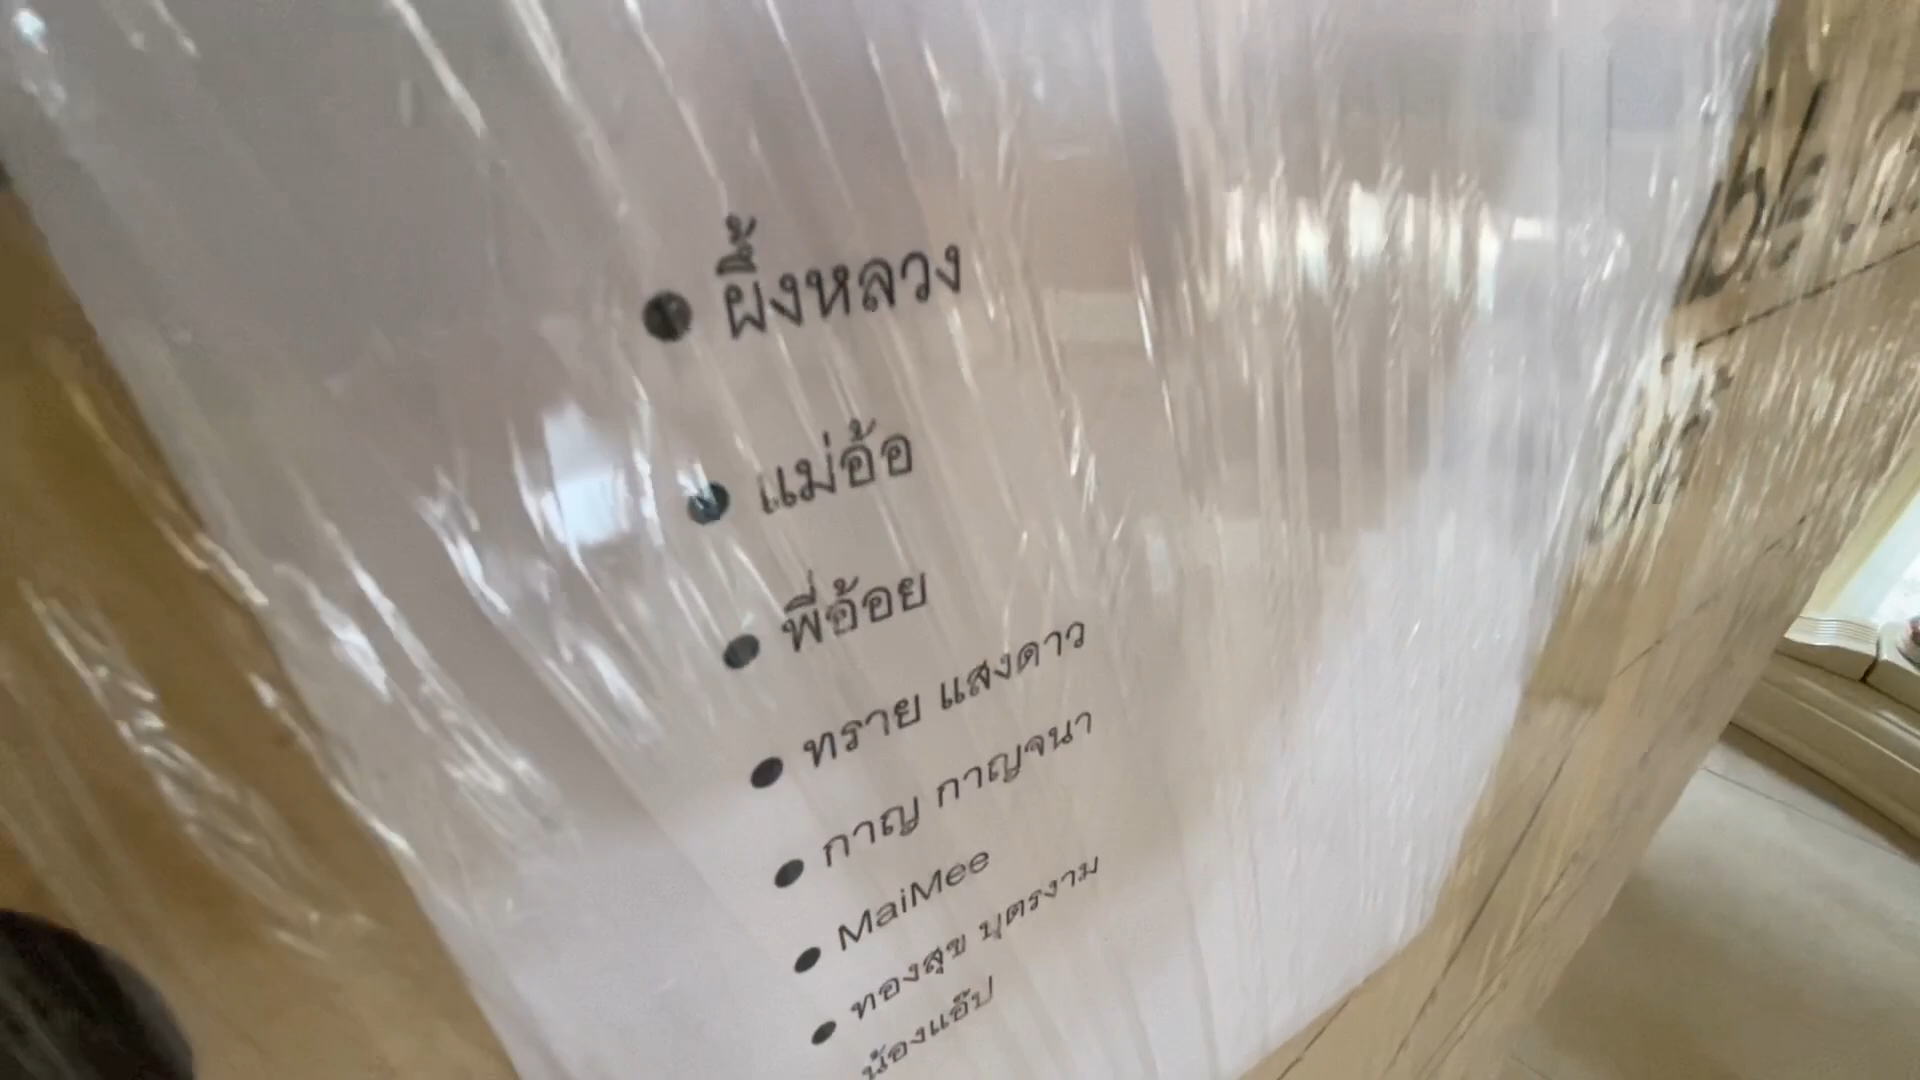 • ผึ้งหลวง
• แม่อ้อ
• พี่อ้อย
• ทราย แสงดาว
• กาญ กาญจนา
• MaiMee
• ทองสุข บุตรงาม
น้องแอ๊ป